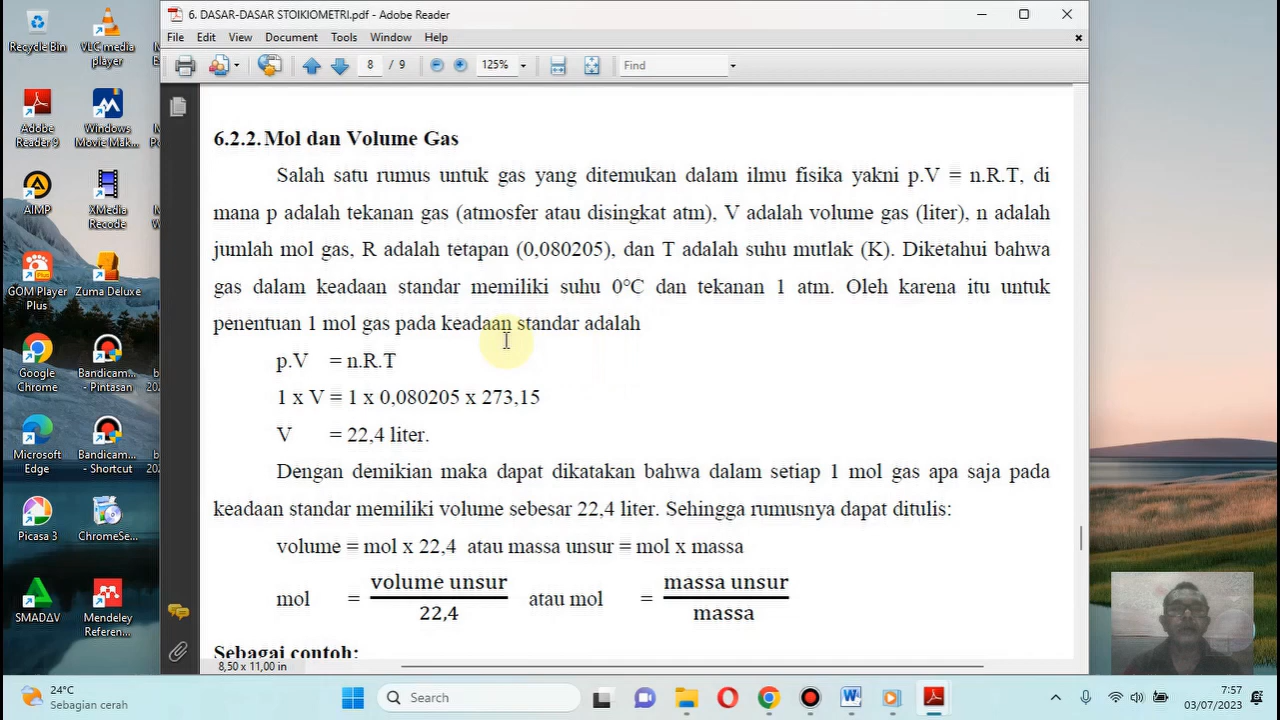 6. DASAR-DASAR STOIKIOMETRI.pdf - Adobe Reader
File Edit View Document Tools Window Help
8 / 9 125% Find
Recycle Bin
VLC media player
Adobe Reader 9
Windows Movie Mak...
AIMP
XMedia Recode
GOM Player Plus
Zuma Deluxe
Google Chrome
Bandicam... - Pintasan
Microsoft Edge
Bandicam... - Shortcut
Picasa 3
ChromeSe...
SMADΔV
Mendeley Referen...
6.2.2. Mol dan Volume Gas
Salah satu rumus untuk gas yang ditemukan dalam ilmu fisika yakni p.V = n.R.T, di
mana p adalah tekanan gas (atmosfer atau disingkat atm), V adalah volume gas (liter), n adalah
jumlah mol gas, R adalah tetapan (0,080205), dan T adalah suhu mutlak (K). Diketahui bahwa
gas dalam keadaan standar memiliki suhu 0°C dan tekanan 1 atm. Oleh karena itu untuk
penentuan 1 mol gas pada keadaan standar adalah
p.V = n.R.T
1 x V = 1 x 0,080205 x 273,15
V = 22,4 liter.
Dengan demikian maka dapat dikatakan bahwa dalam setiap 1 mol gas apa saja pada
keadaan standar memiliki volume sebesar 22,4 liter. Sehingga rumusnya dapat ditulis:
volume = mol x 22,4 atau massa unsur = mol x massa
mol = volume unsur / 22,4 atau mol = massa unsur / massa
Sebagai contoh:
8,50 x 11,00 in
24°C
Sebagian cerah
Search
7:57
03/07/2023